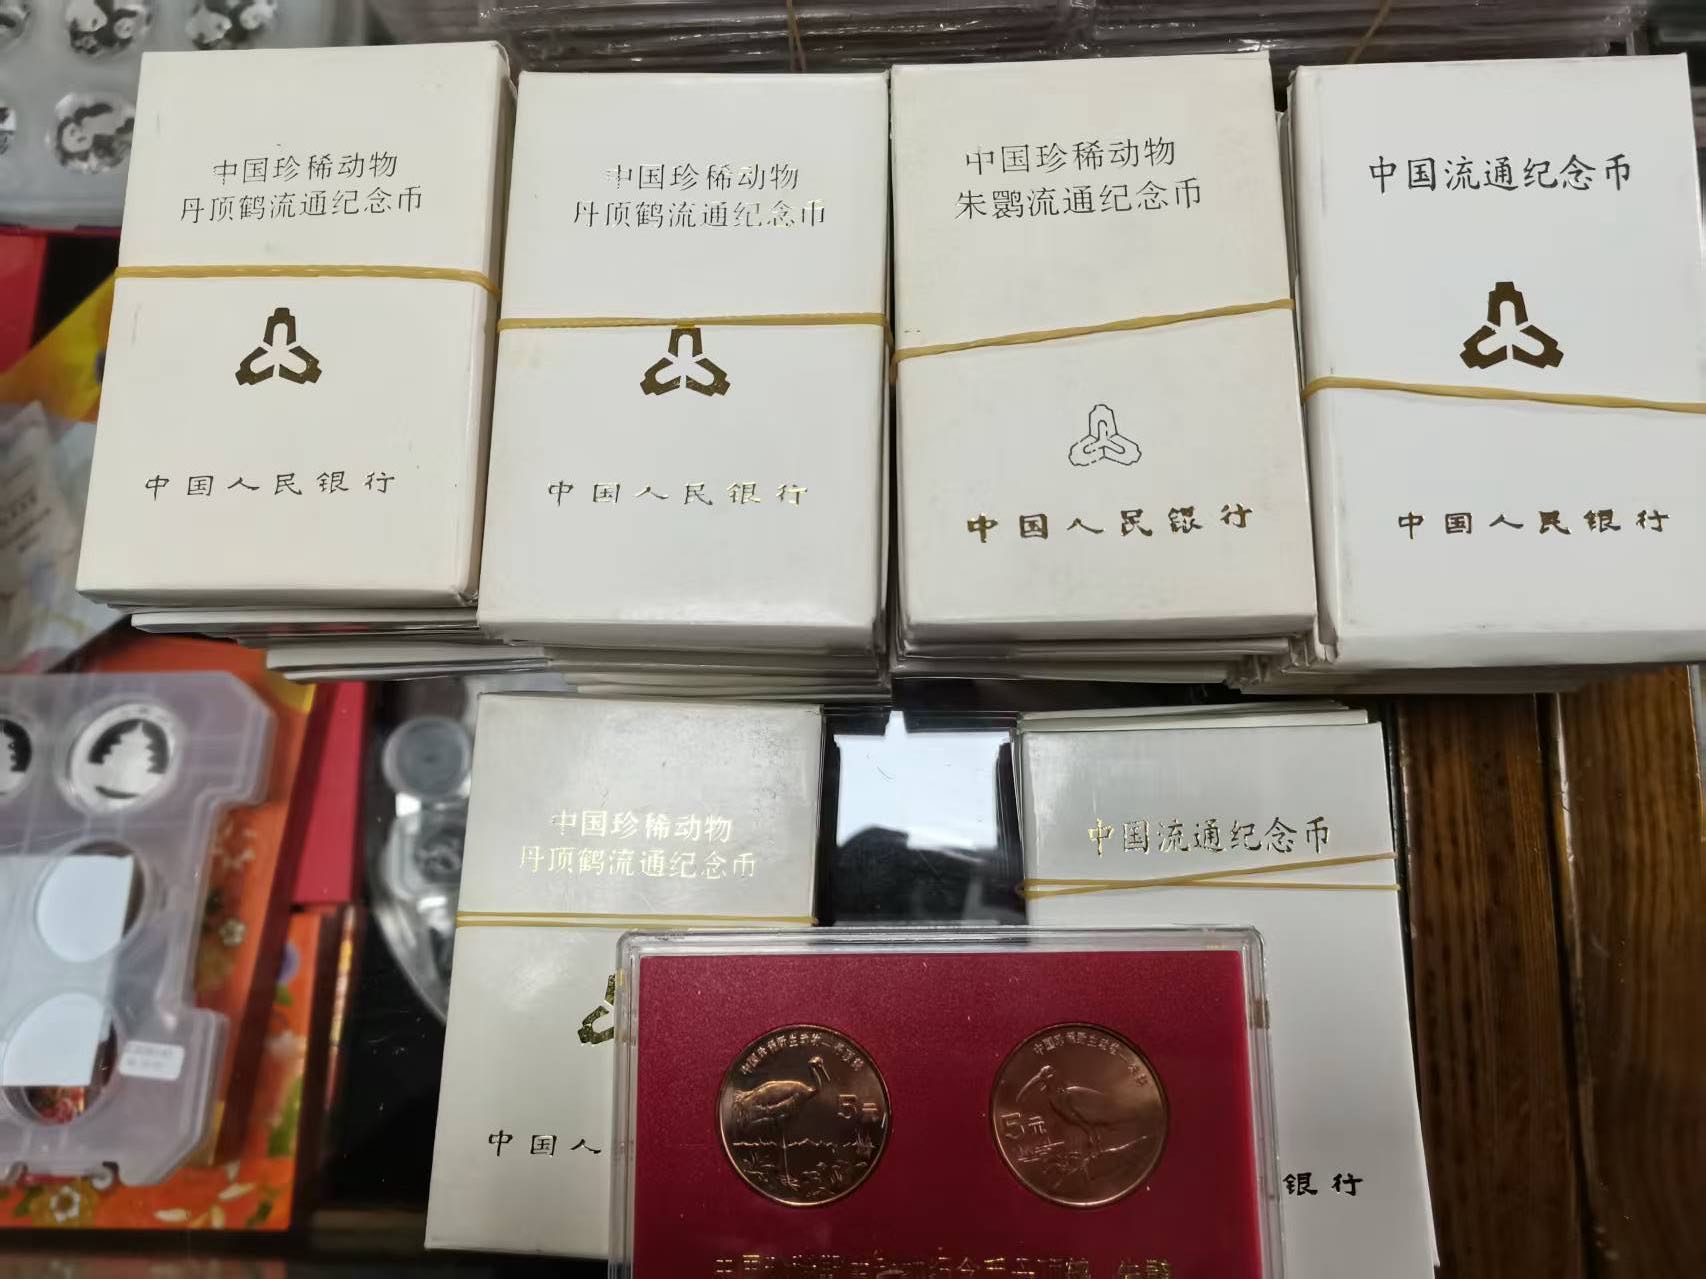 中国珍稀动物
丹顶鹤流通纪念币
中国人民银行
中国珍稀动物
丹顶鹤流通纪念币
中国人民银行
中国珍稀动物
朱鹮流通纪念币
中国人民银行
中国流通纪念币
中国人民银行
中国珍稀动物
丹顶鹤流通纪念币
中国人
中国流通纪念币
银行
5元
5元